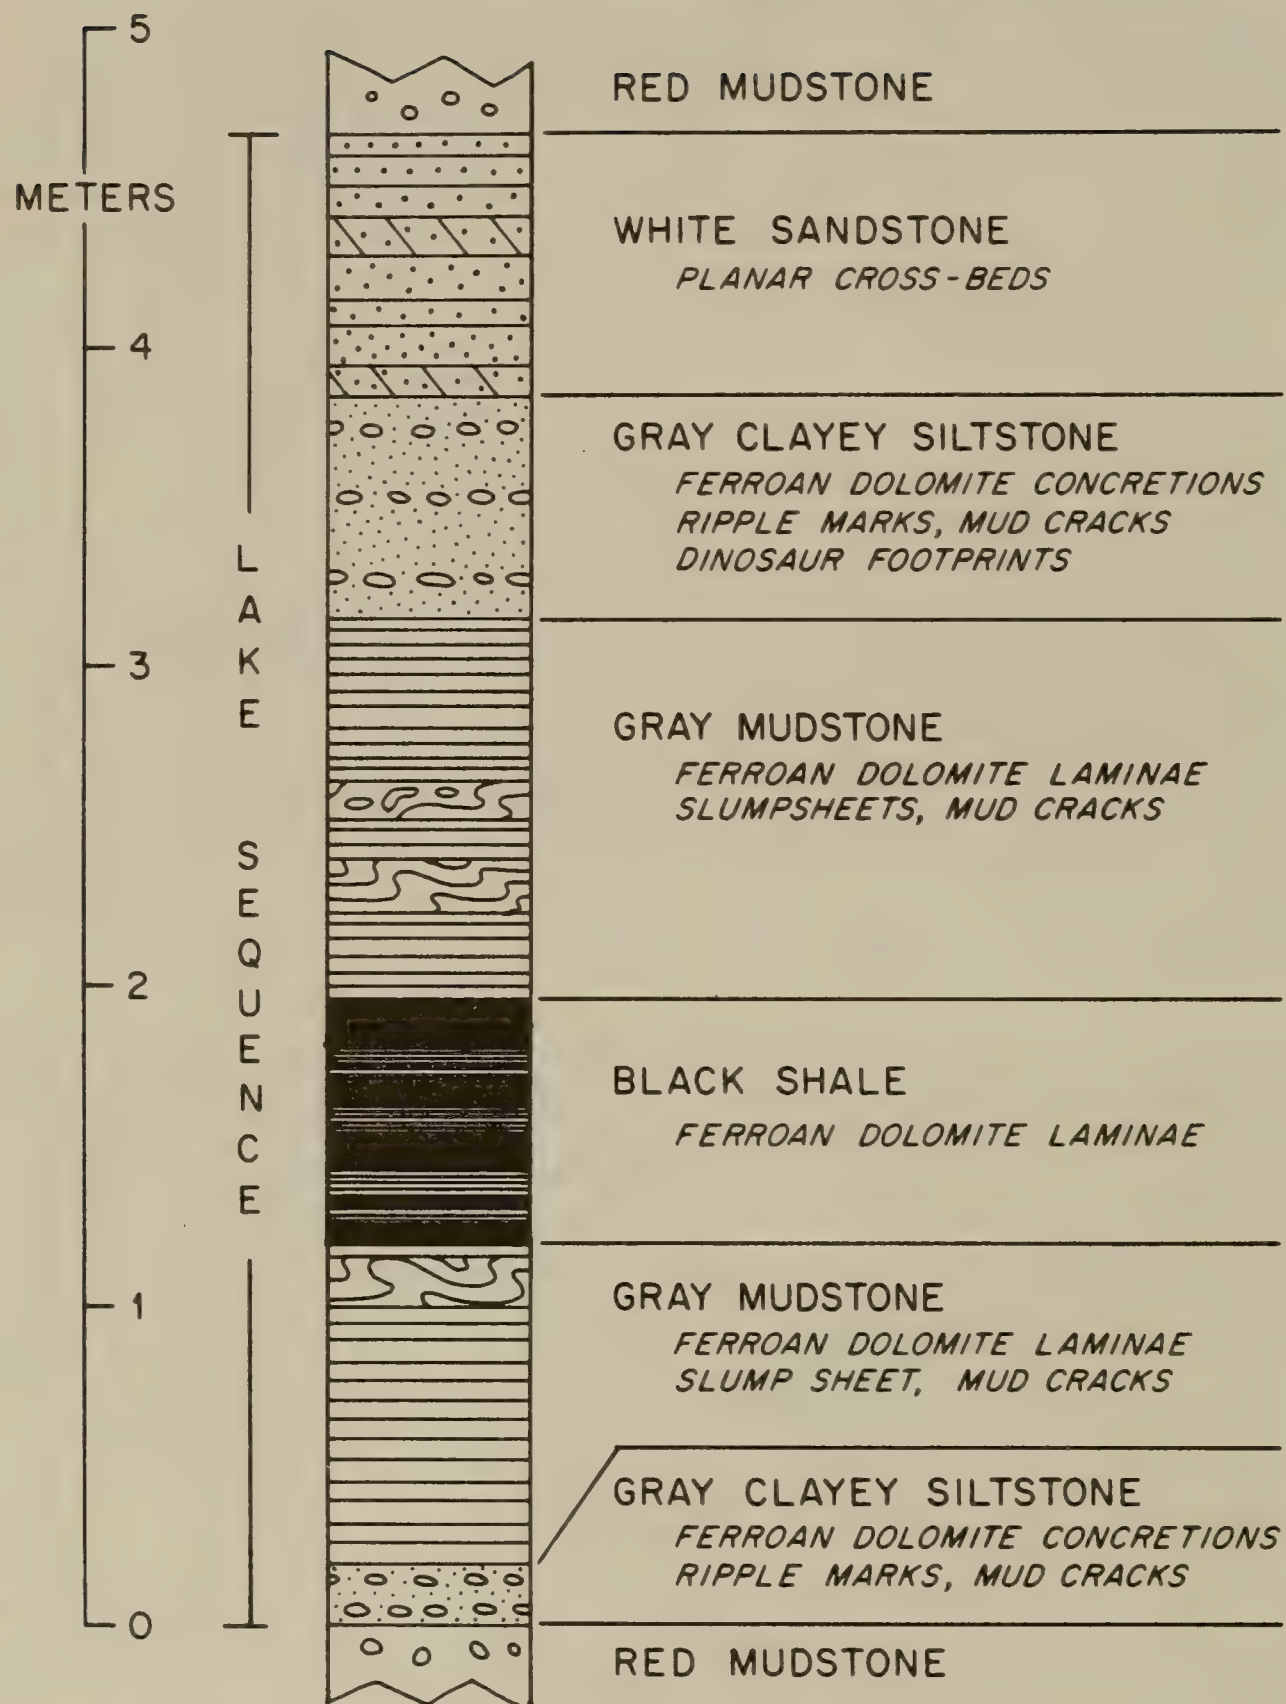 5
METERS
4
3
2
1
0
LAKE SEQUENCE
RED MUDSTONE
WHITE SANDSTONE
PLANAR CROSS-BEDS
GRAY CLAYEY SILTSTONE
FERROAN DOLOMITE CONCRETIONS
RIPPLE MARKS, MUD CRACKS
DINOSAUR FOOTPRINTS
GRAY MUDSTONE
FERROAN DOLOMITE LAMINAE
SLUMPSHEETS, MUD CRACKS
BLACK SHALE
FERROAN DOLOMITE LAMINAE
GRAY MUDSTONE
FERROAN DOLOMITE LAMINAE
SLUMP SHEET, MUD CRACKS
GRAY CLAYEY SILTSTONE
FERROAN DOLOMITE CONCRETIONS
RIPPLE MARKS, MUD CRACKS
RED MUDSTONE